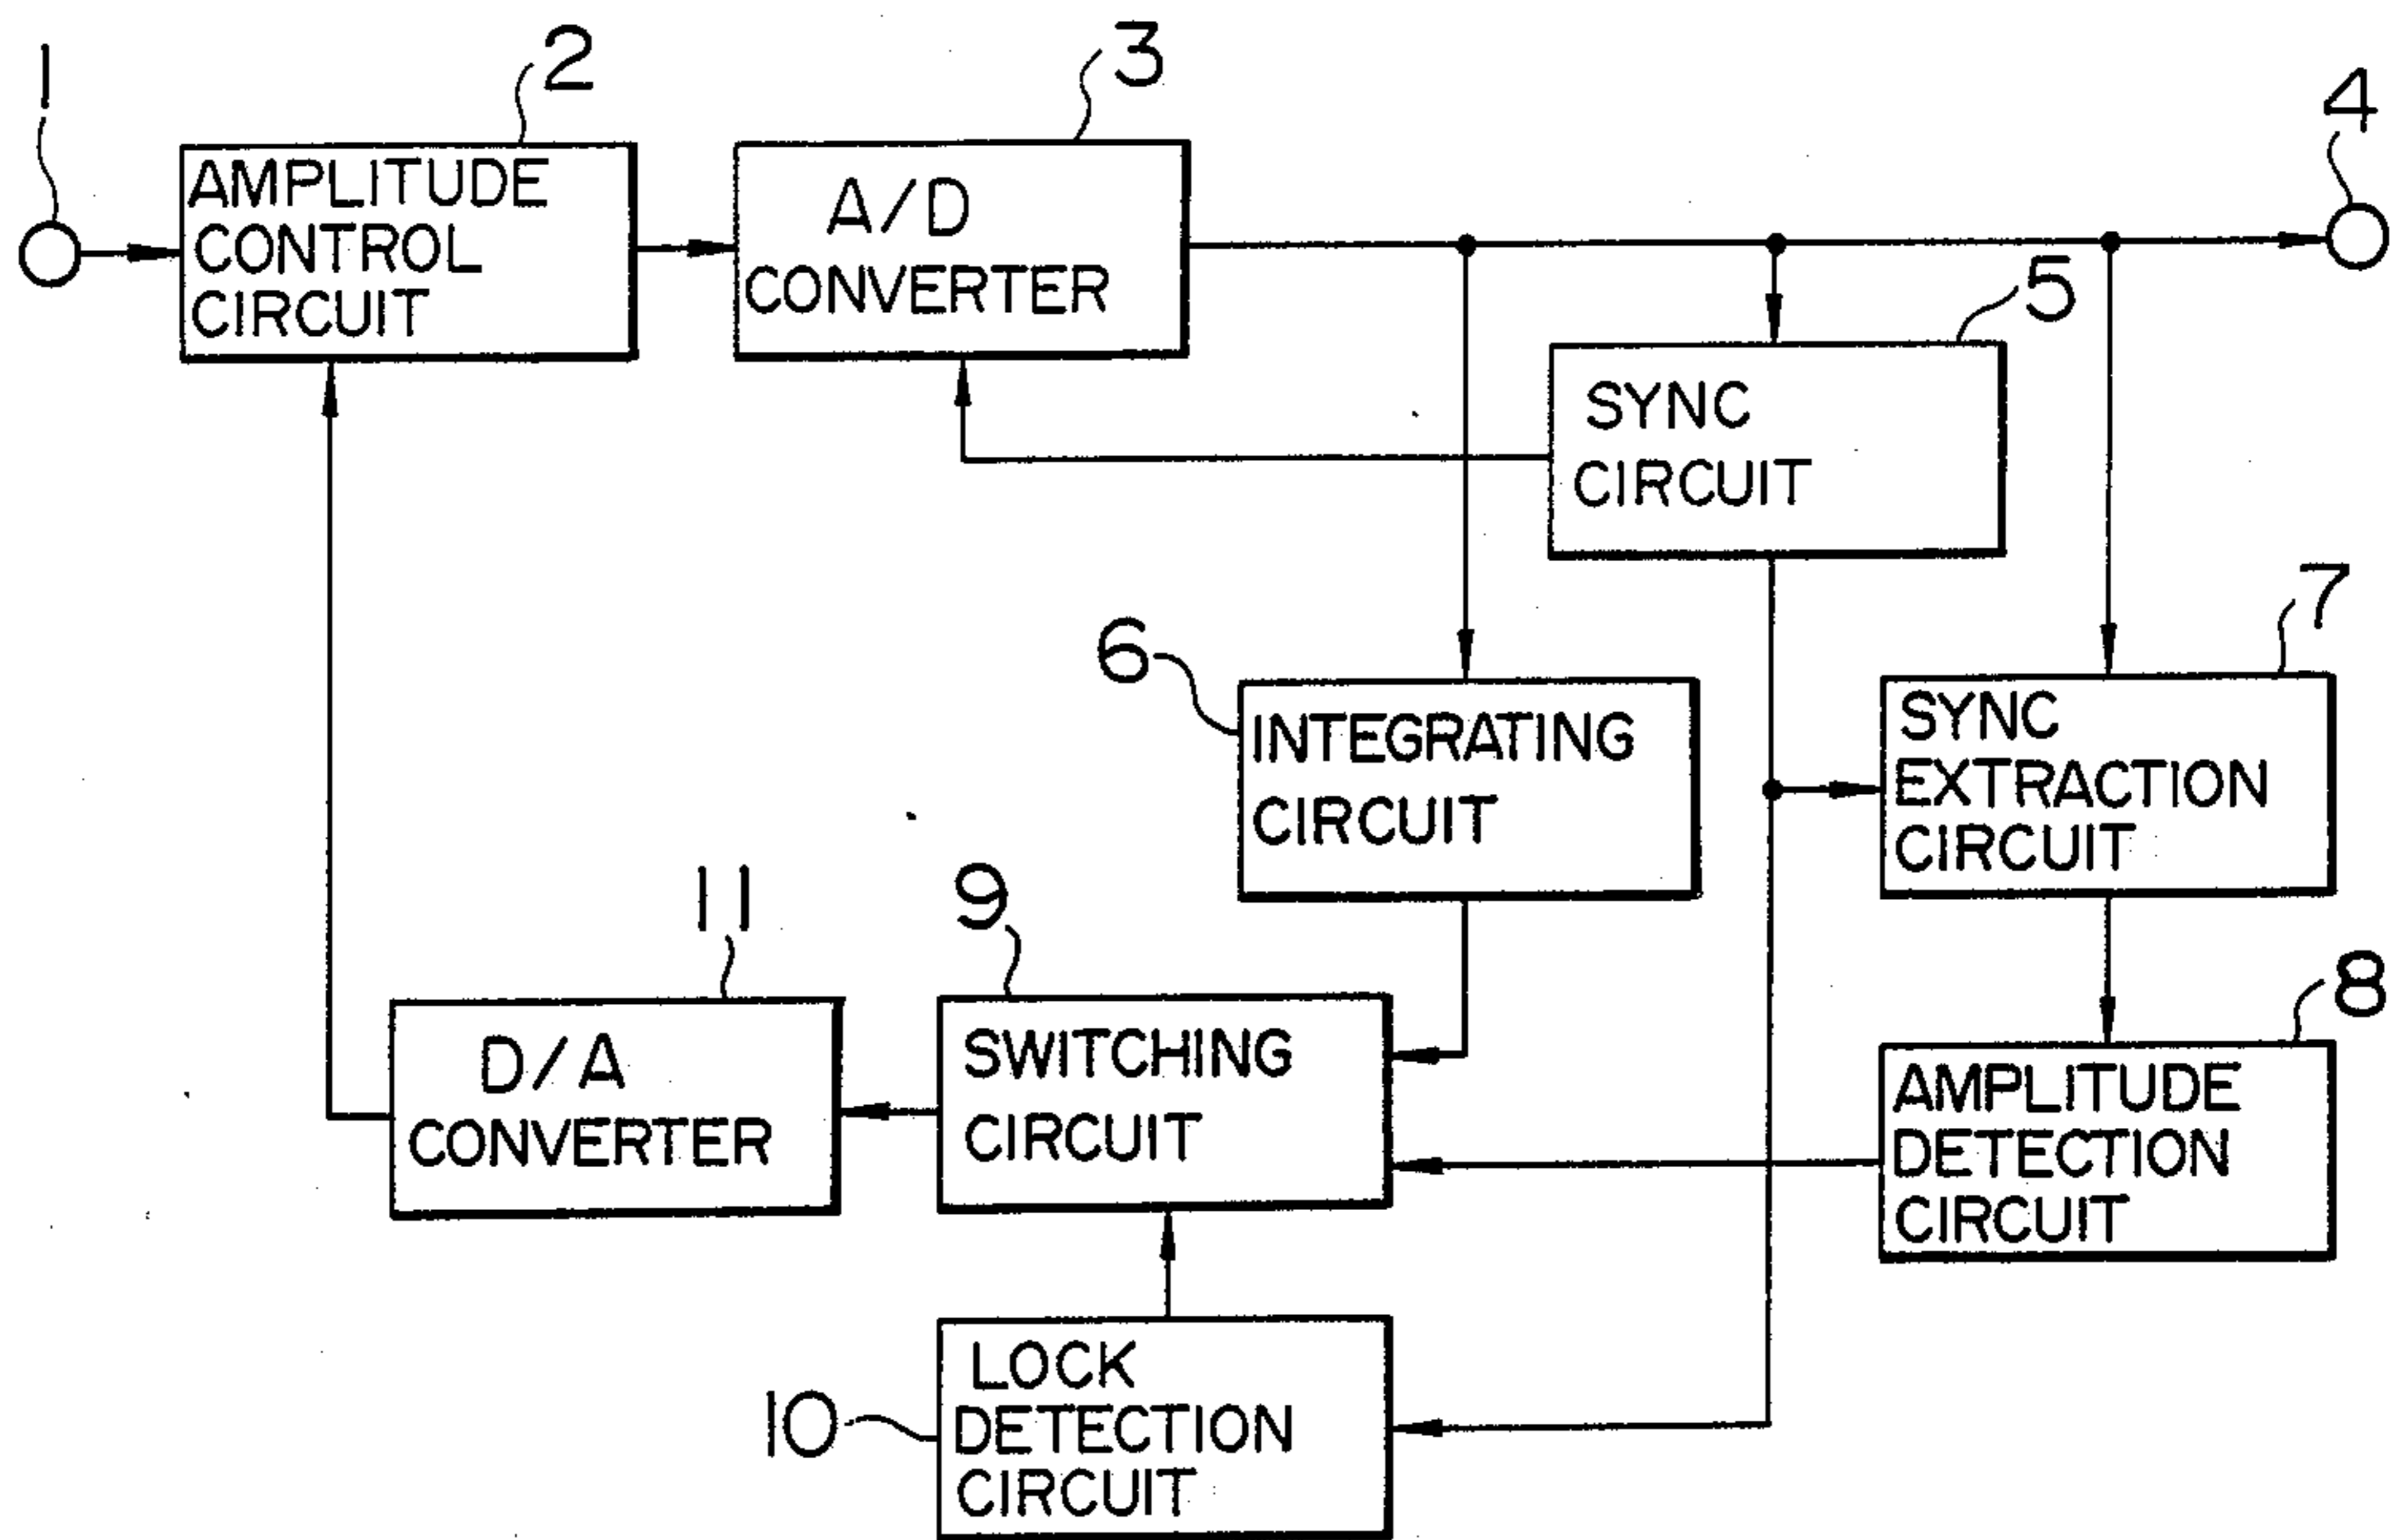 1
2
3
4
AMPLITUDE
CONTROL
CIRCUIT
A/D
CONVERTER
5
SYNC
CIRCUIT
6
INTEGRATING
CIRCUIT
7
SYNC
EXTRACTION
CIRCUIT
11
D/A
CONVERTER
9
SWITCHING
CIRCUIT
8
AMPLITUDE
DETECTION
CIRCUIT
10
LOCK
DETECTION
CIRCUIT